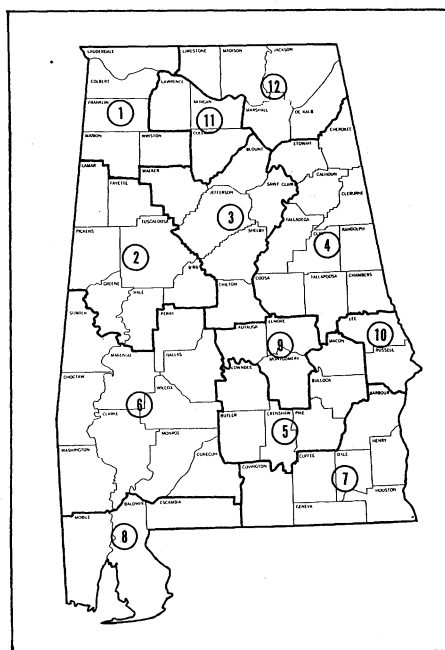 LAUDERDALE
LIMESTONE
MADISON
JACKSON
COLBERT
LAWRENCE
12
FRANKLIN
1
MORGAN
11
MARSHALL
DE KALB
MARION
WINSTON
CULLMAN
CHEROKEE
BLOUNT
ETOWAH
LAMAR
FAYETTE
WALKER
CALHOUN
JEFFERSON
SAINT CLAIR
CLEBURNE
TUSCALOOSA
3
TALLADEGA
PICKENS
SHELBY
4
RANDOLPH
2
BIBB
GREENE
HALE
CHILTON
COOSA
TALLAPOOSA
CHAMBERS
SUMTER
PERRY
AUTAUGA
ELMORE
LEE
10
MARENGO
DALLAS
9
MACON
RUSSELL
LOWNDES
MONTGOMERY
CHOCTAW
WILCOX
BULLOCK
BARBOUR
6
CLARKE
BUTLER
CRENSHAW
PIKE
5
MONROE
HENRY
WASHINGTON
CONECUH
COVINGTON
COFFEE
DALE
7
HOUSTON
BALDWIN
ESCAMBIA
GENEVA
MOBILE
8